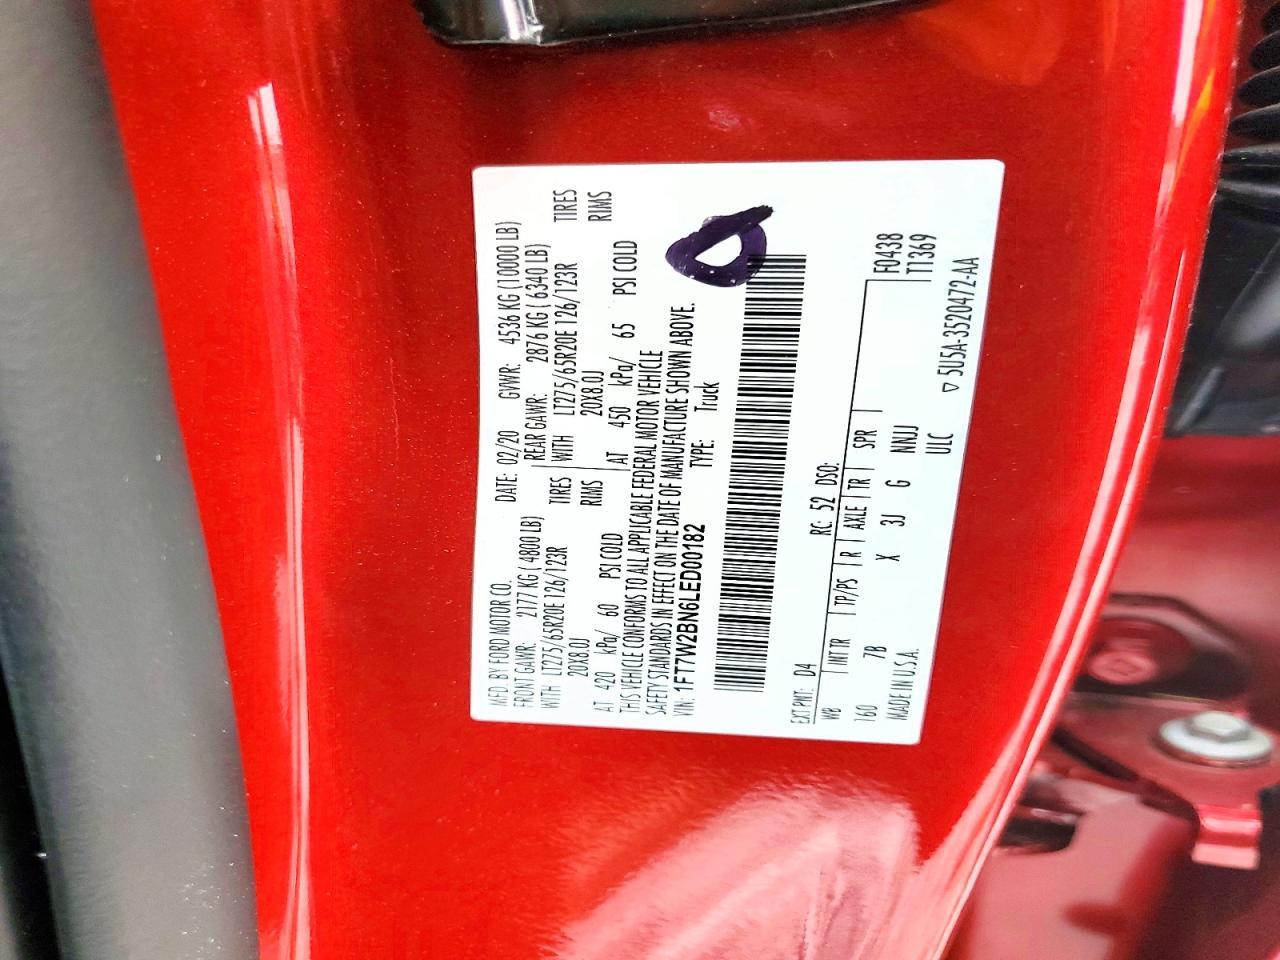 MFD. BY FORD MOTOR CO. DATE: 02/20 GVWR: 4536 KG (10000 LB)
FRONT GAWR: 2177 KG ( 4800 LB) REAR GAWR: 2876 KG ( 6340 LB)
WITH LT275/65R20E 126/123R TIRES WITH LT275/65R20E 126/123R TIRES
20X8.0J RIMS 20X8.0J RIMS
AT 420 kPa/ 60 PSI COLD AT 450 kPa/ 65 PSI COLD
THIS VEHICLE CONFORMS TO ALL APPLICABLE FEDERAL MOTOR VEHICLE
SAFETY STANDARDS IN EFFECT ON THE DATE OF MANUFACTURE SHOWN ABOVE.
VIN: 1FT7W2BN6LED00182 TYPE: Truck
EXT PNT: D4 RC: 52 DSO:
WB INT TR TP/PS R AXLE TR SPR F0438
160 7B X 3J G NNJJ T1369
MADE IN U.S.A. ULC
▽ 5U5A-3520472-AA